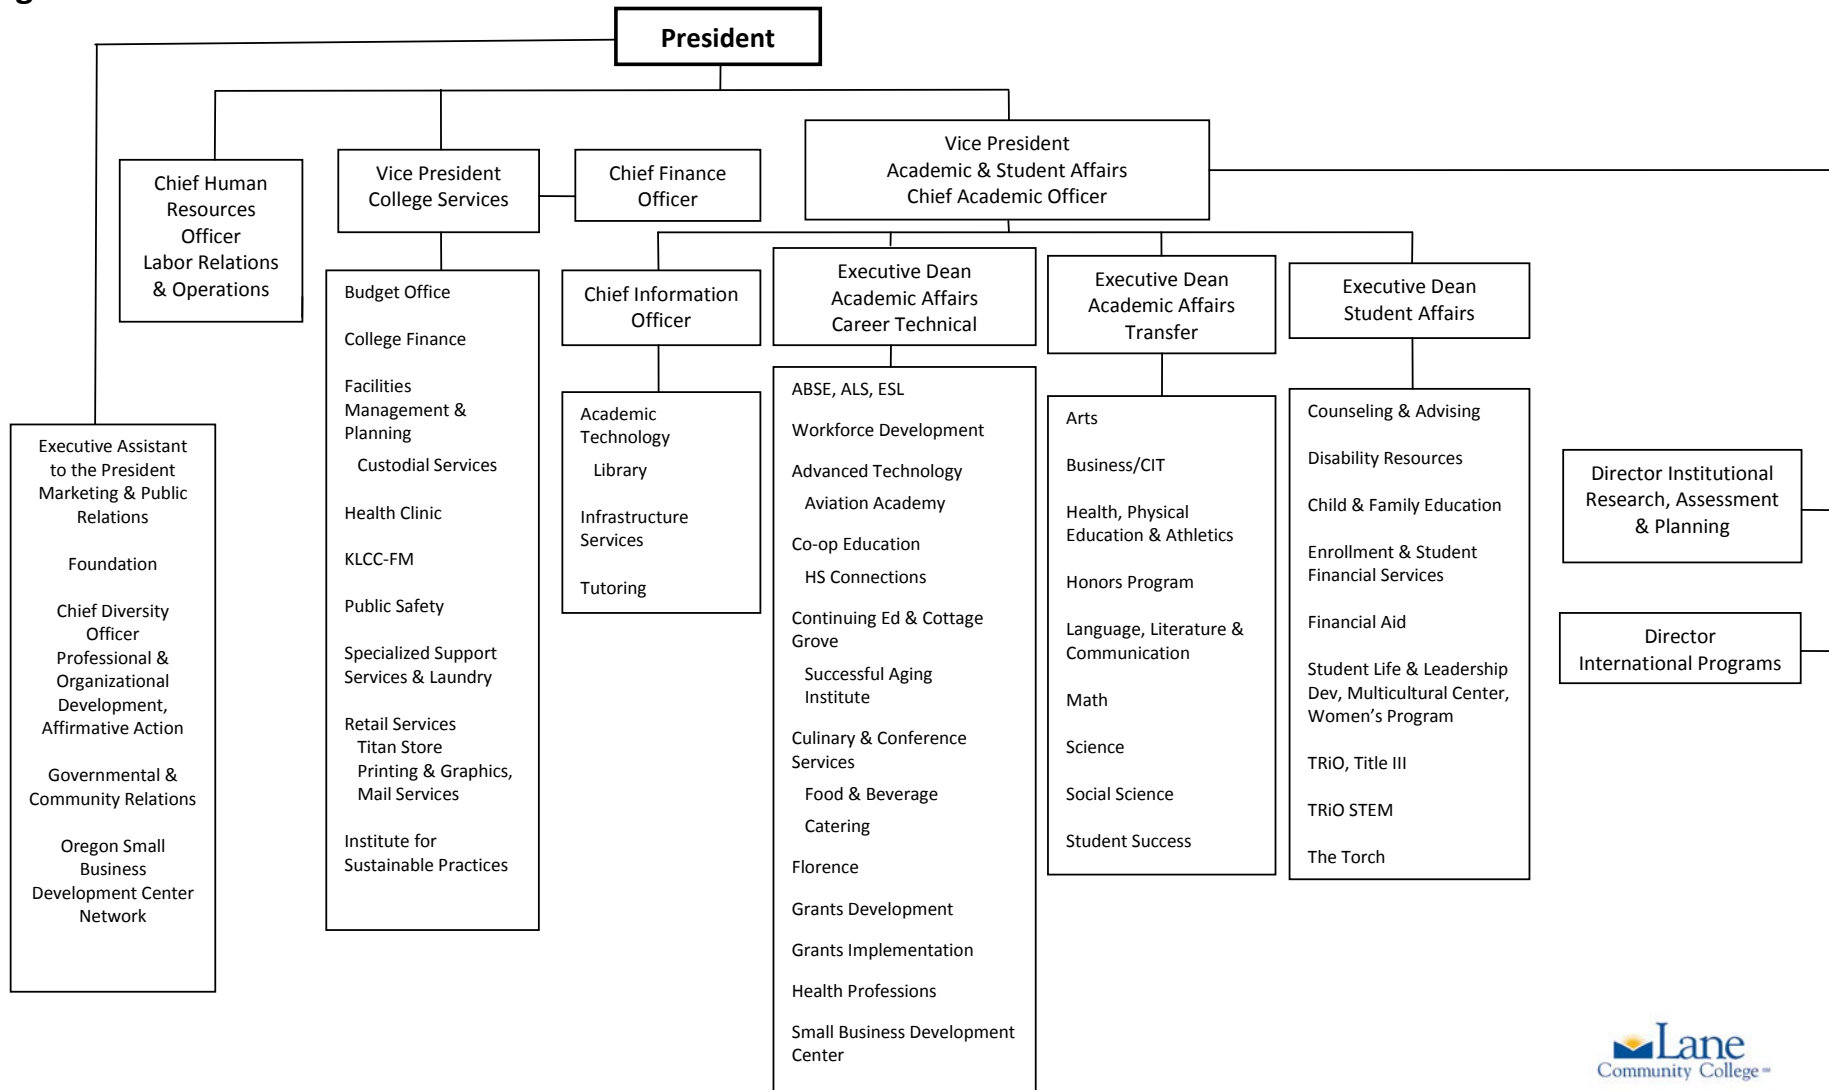 President
Vice President
Academic & Student Affairs
Chief Academic Officer
Chief Human
Resources
Officer
Labor Relations
& Operations
Vice President
College Services
Chief Finance
Officer
Chief Information
Officer
Executive Dean
Academic Affairs
Career Technical
Executive Dean
Academic Affairs
Transfer
Executive Dean
Student Affairs
Executive Assistant
to the President
Marketing & Public
Relations
Foundation
Chief Diversity
Officer
Professional &
Organizational
Development,
Affirmative Action
Governmental &
Community Relations
Oregon Small
Business
Development Center
Network
Budget Office
College Finance
Facilities
Management &
Planning
Custodial Services
Health Clinic
KLCC-FM
Public Safety
Specialized Support
Services & Laundry
Retail Services
Titan Store
Printing & Graphics,
Mail Services
Institute for
Sustainable Practices
Academic
Technology
Library
Infrastructure
Services
Tutoring
ABSE, ALS, ESL
Workforce Development
Advanced Technology
Aviation Academy
Co-op Education
HS Connections
Continuing Ed & Cottage
Grove
Successful Aging
Institute
Culinary & Conference
Services
Food & Beverage
Catering
Florence
Grants Development
Grants Implementation
Health Professions
Small Business Development
Center
Arts
Business/CIT
Health, Physical
Education & Athletics
Honors Program
Language, Literature &
Communication
Math
Science
Social Science
Student Success
Counseling & Advising
Disability Resources
Child & Family Education
Enrollment & Student
Financial Services
Financial Aid
Student Life & Leadership
Dev, Multicultural Center,
Women’s Program
TRiO, Title III
TRiO STEM
The Torch
Director Institutional
Research, Assessment
& Planning
Director
International Programs
Lane
Community College